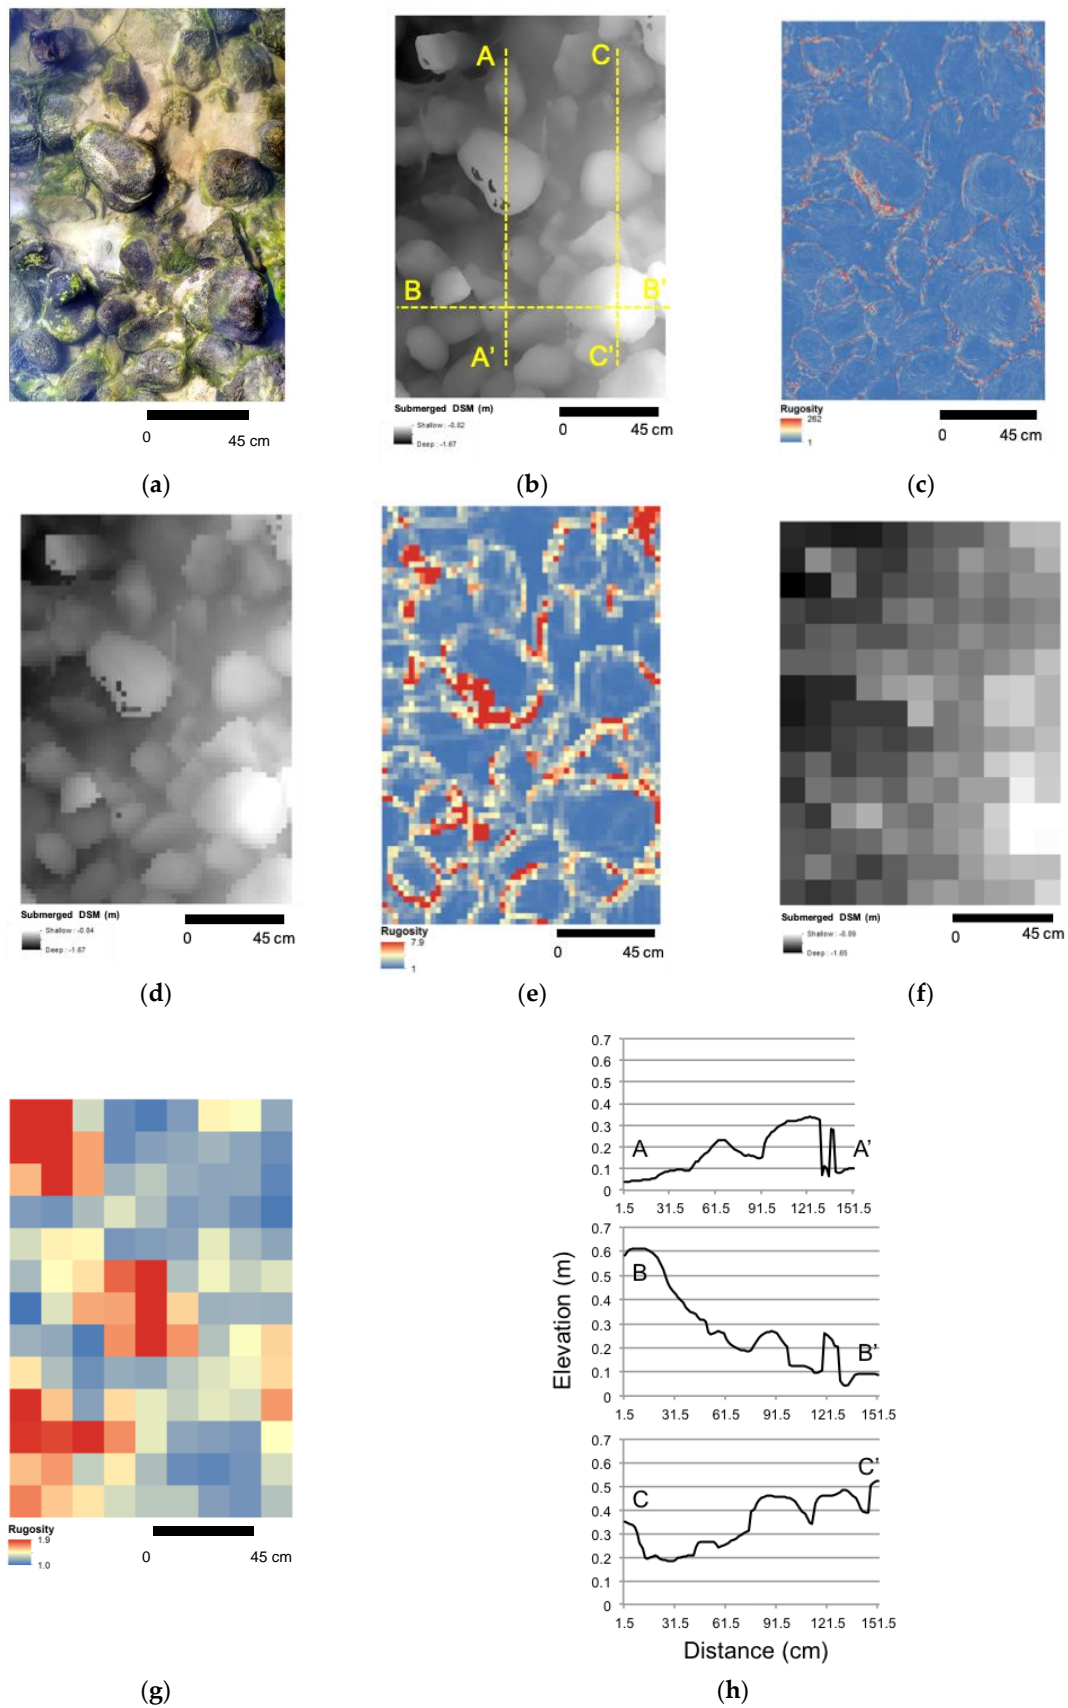 A
C
B
B'
A'
C'
0
45 cm
Submerged DSM (m)
Shallow : -0.82
Deep : -1.67
0
45 cm
Rugosity
262
1
0
45 cm
(a)
(b)
(c)
Submerged DSM (m)
Shallow : -0.84
Deep : -1.67
0
45 cm
Rugosity
7.9
1
0
45 cm
Submerged DSM (m)
Shallow : -0.89
Deep : -1.65
0
45 cm
(d)
(e)
(f)
Rugosity
1.9
1.0
0
45 cm
0.7
0.6
0.5
0.4
0.3
0.2
0.1
0
A
A'
1.5 31.5 61.5 91.5 121.5 151.5
0.7
0.6
0.5
0.4
0.3
0.2
0.1
0
B
B'
1.5 31.5 61.5 91.5 121.5 151.5
0.7
0.6
0.5
0.4
0.3
0.2
0.1
0
C
C'
1.5 31.5 61.5 91.5 121.5 151.5
Elevation (m)
Distance (cm)
(g)
(h)